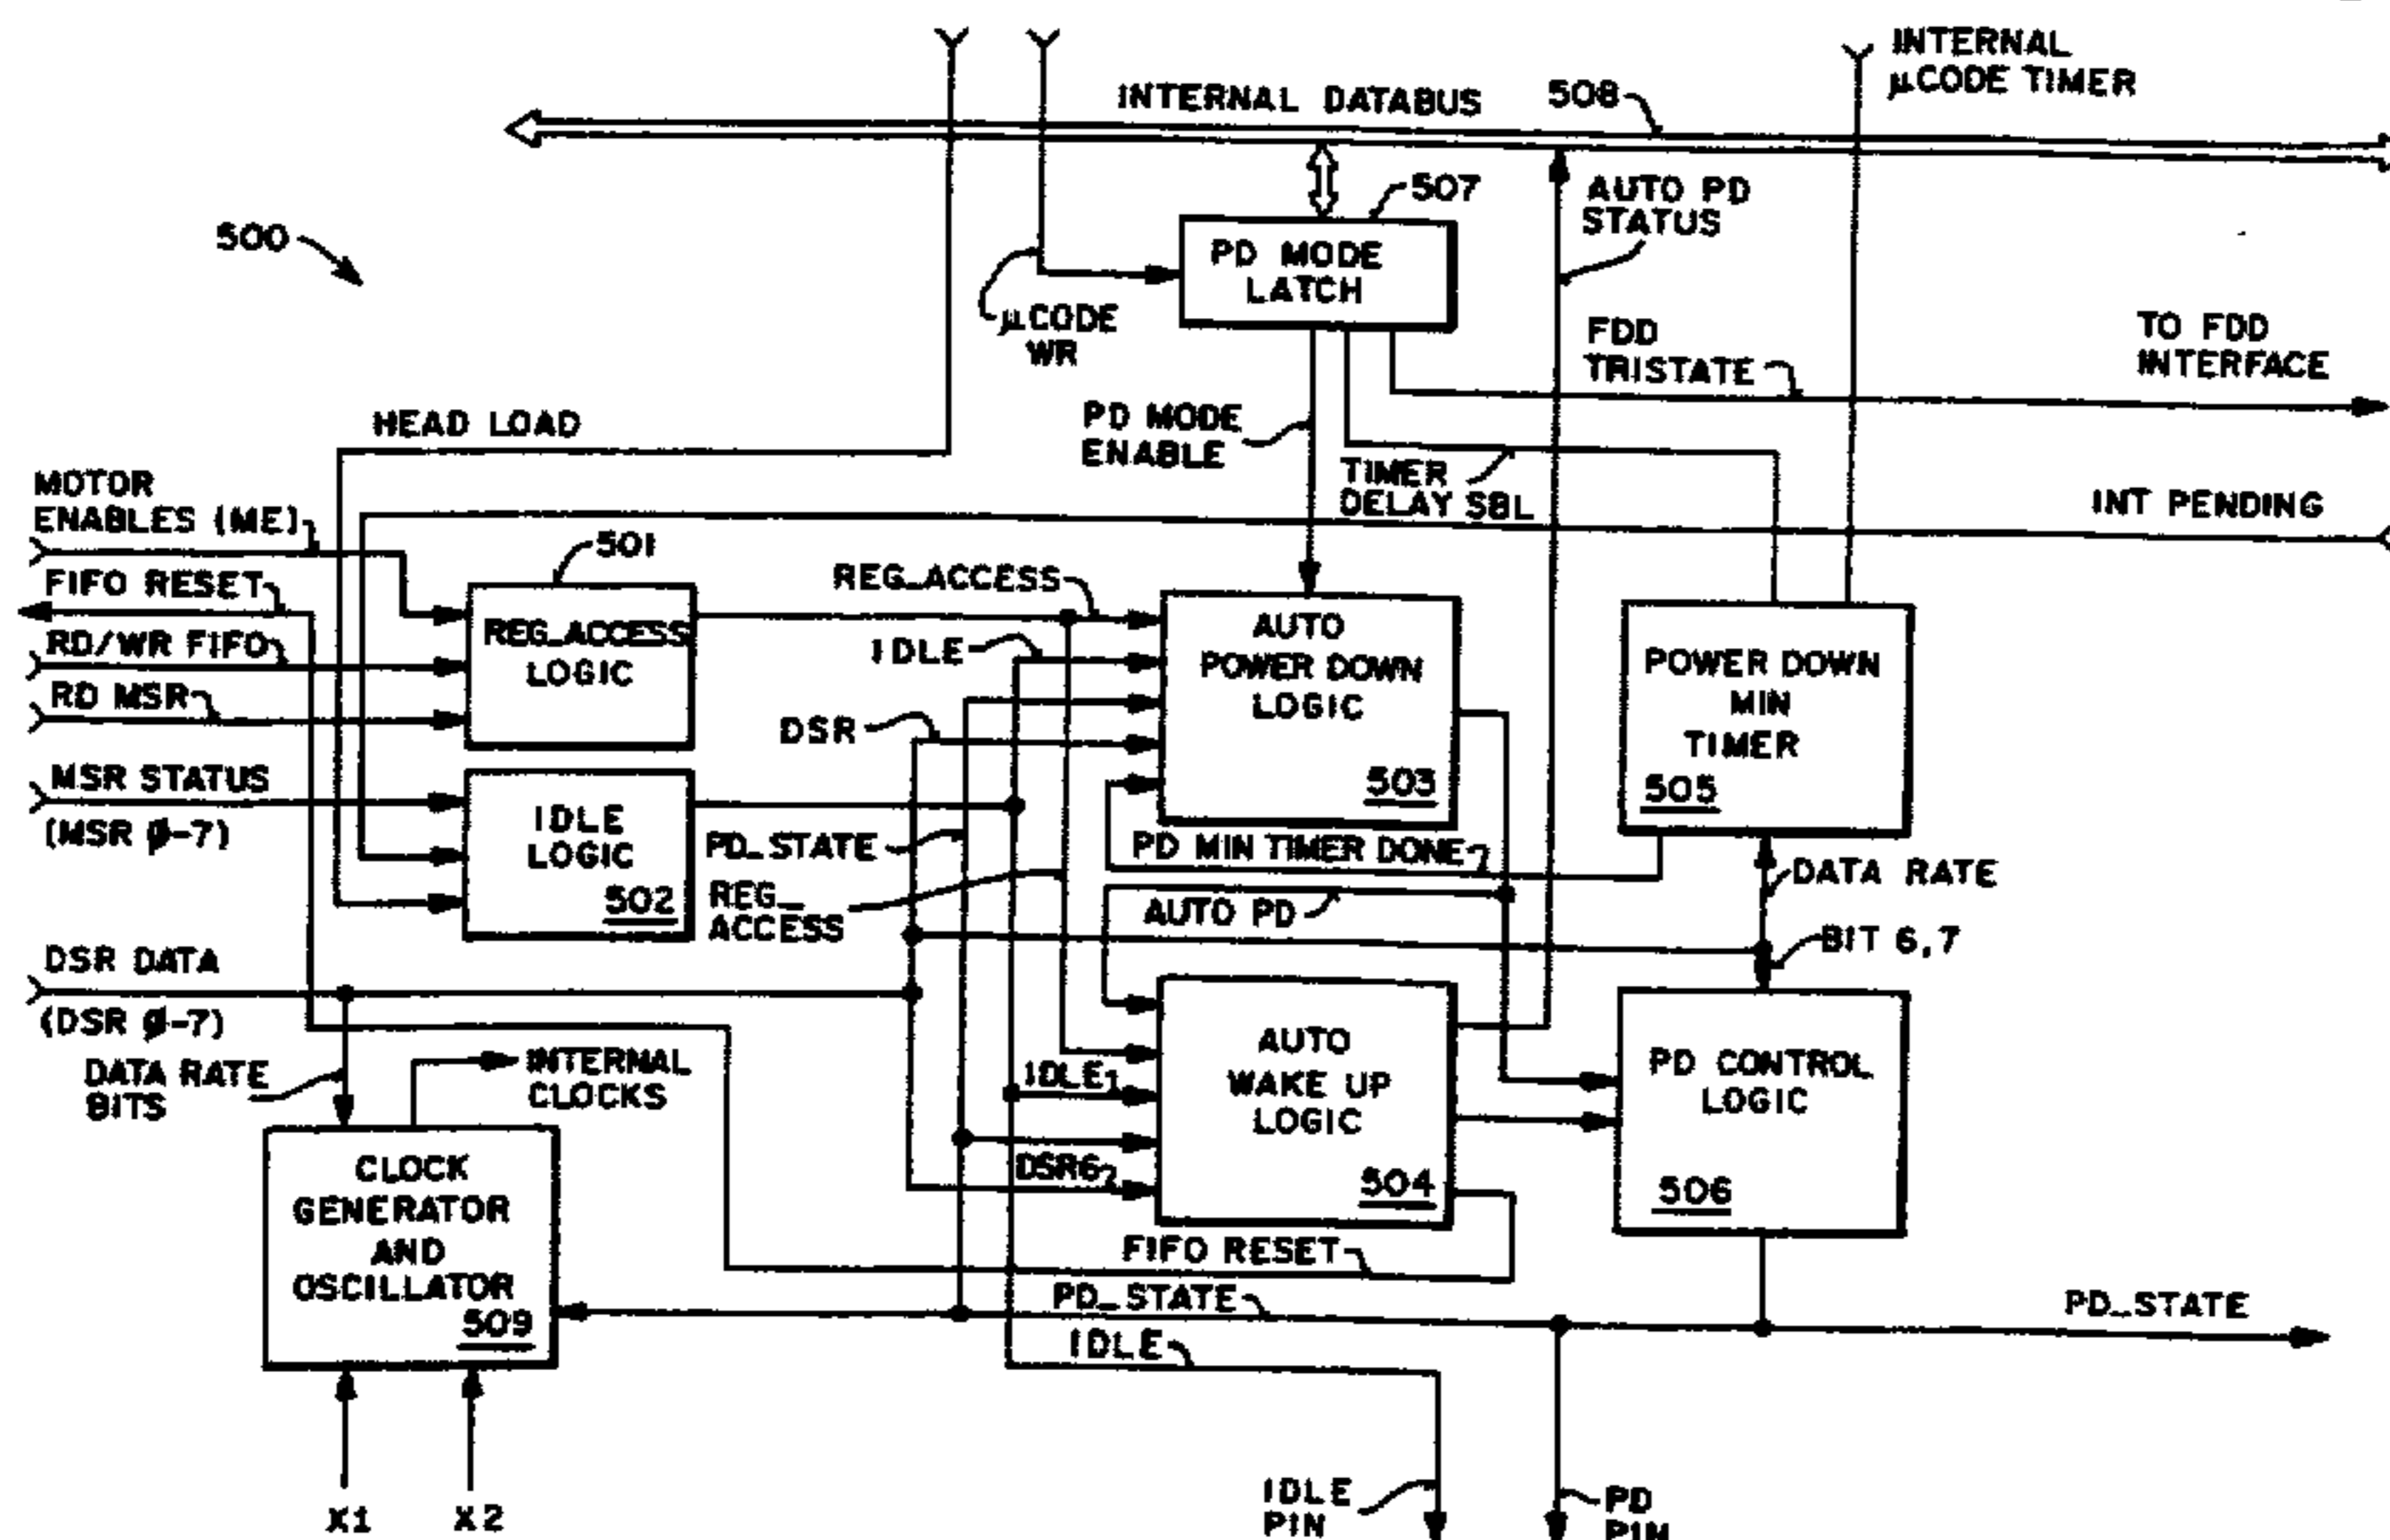 INTERNAL
µCODE TIMER
INTERNAL DATABUS
508
500
507
PD MODE
LATCH
AUTO PD
STATUS
µCODE
WR
FDD
TRISTATE
TO FDD
INTERFACE
HEAD LOAD
PD MODE
ENABLE
TIMER
DELAY SBL
INT PENDING
MOTOR
ENABLES (ME)
501
FIFO RESET
REG_ACCESS
REG_ACCESS
LOGIC
RD/WR FIFO
IDLE
AUTO
POWER DOWN
LOGIC
503
POWER DOWN
MIN
TIMER
505
RD MSR
DSR
MSR STATUS
(MSR Ø-7)
IDLE
LOGIC
502
PD_STATE
PD MIN TIMER DONE
DATA RATE
REG_
ACCESS
AUTO PD
BIT 6,7
DSR DATA
(DSR Ø-7)
DATA RATE
BITS
INTERNAL
CLOCKS
IDLE
AUTO
WAKE UP
LOGIC
504
PD CONTROL
LOGIC
506
DSR6
CLOCK
GENERATOR
AND
OSCILLATOR
509
FIFO RESET
PD_STATE
PD_STATE
IDLE
X1
X2
IDLE
PIN
PD
PIN